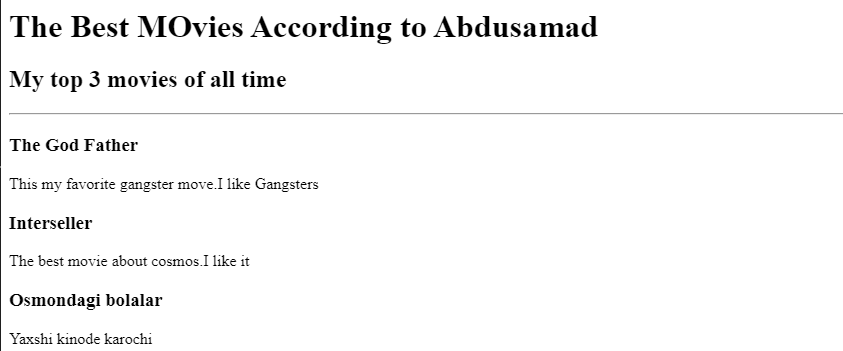 The Best MOvies According to Abdusamad
My top 3 movies of all time
The God Father
This my favorite gangster move.I like Gangsters
Interseller
The best movie about cosmos.I like it
Osmondagi bolalar
Yaxshi kinode karochi